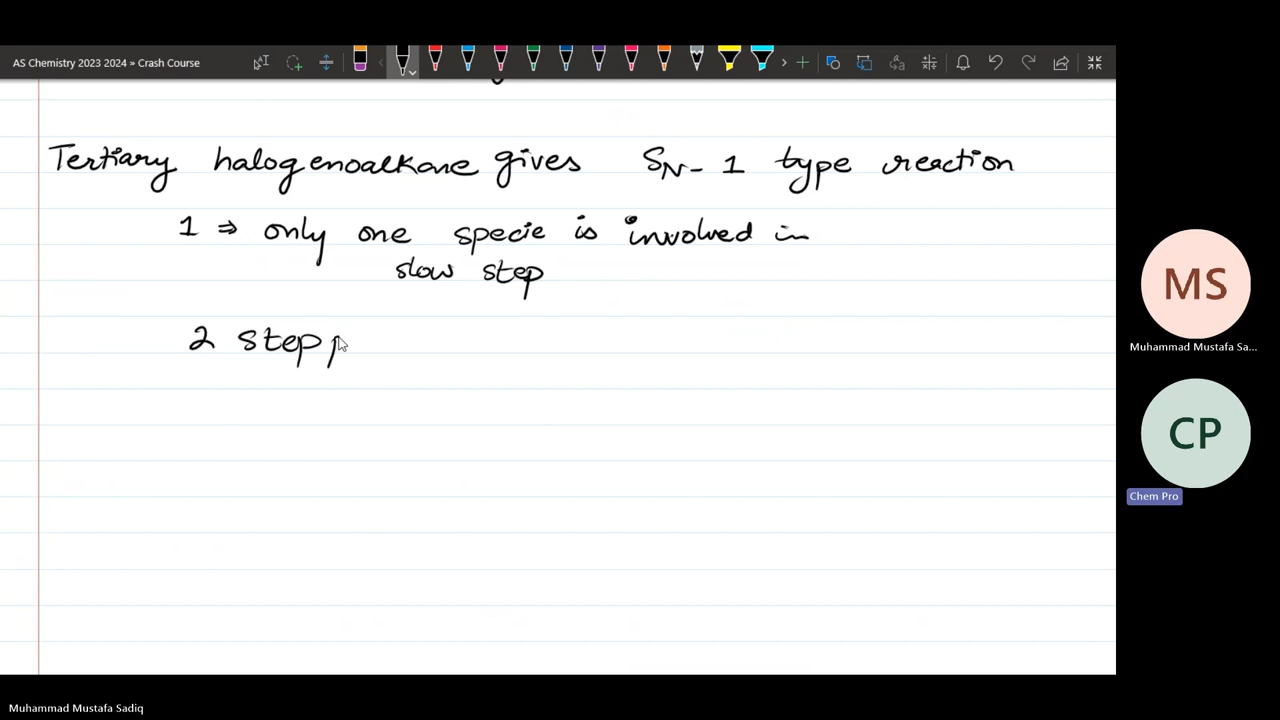 AS Chemistry 2023 2024 » Crash Course
Tertiary halogenoalkane gives SN-1 type reaction
1 ⇒ only one specie is involved in
slow step
2 step p
MS
Muhammad Mustafa Sa...
CP
Chem Pro
Muhammad Mustafa Sadiq